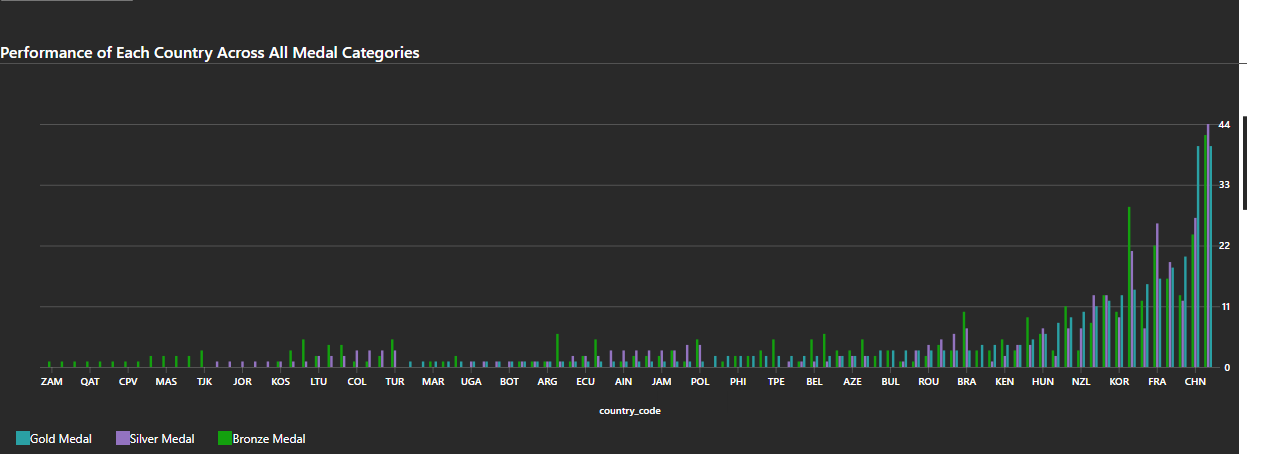 Performance of Each Country Across All Medal Categories
44
33
22
11
0
ZAM QAT CPV MAS TJK JOR KOS LTU COL TUR MAR UGA BOT ARG ECU AIN JAM POL PHI TPE BEL AZE BUL ROU BRA KEN HUN NZL KOR FRA CHN
country_code
Gold Medal Silver Medal Bronze Medal